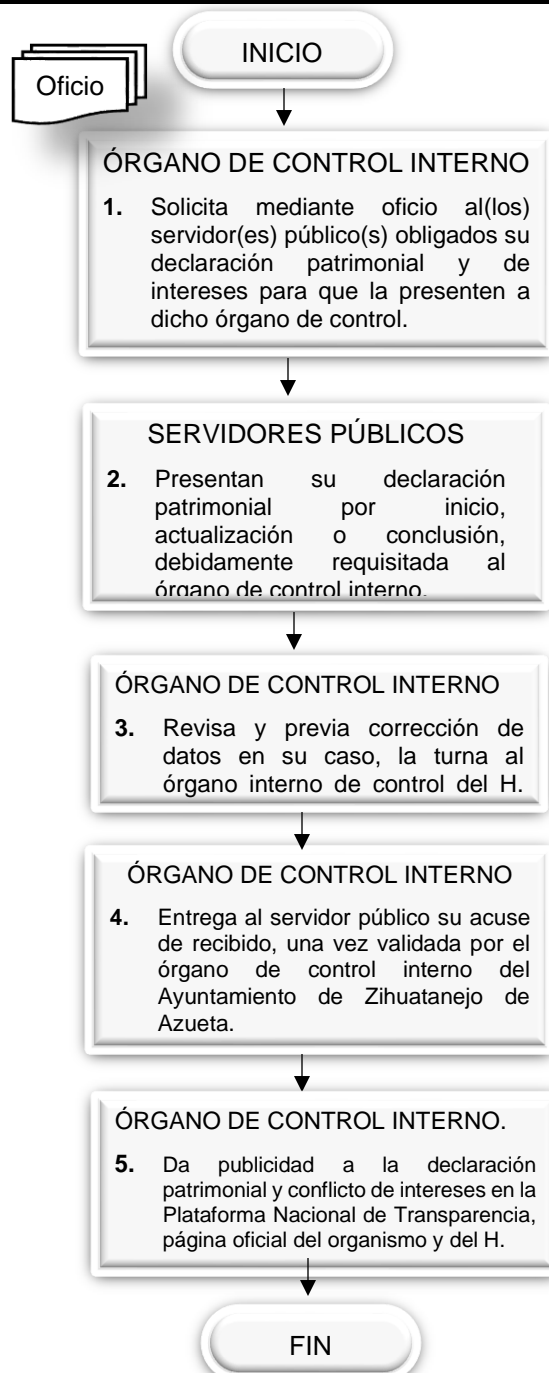 INICIO
Oficio
ÓRGANO DE CONTROL INTERNO
1. Solicita mediante oficio al(los)
servidor(es) público(s) obligados su
declaración patrimonial y de
intereses para que la presenten a
dicho órgano de control.
SERVIDORES PÚBLICOS
2. Presentan su declaración
patrimonial por inicio,
actualización o conclusión,
debidamente requisitada al
órgano de control interno.
ÓRGANO DE CONTROL INTERNO
3. Revisa y previa corrección de
datos en su caso, la turna al
órgano interno de control del H.
ÓRGANO DE CONTROL INTERNO
4. Entrega al servidor público su acuse
de recibido, una vez validada por el
órgano de control interno del
Ayuntamiento de Zihuatanejo de
Azueta.
ÓRGANO DE CONTROL INTERNO.
5. Da publicidad a la declaración
patrimonial y conflicto de intereses en la
Plataforma Nacional de Transparencia,
página oficial del organismo y del H.
FIN